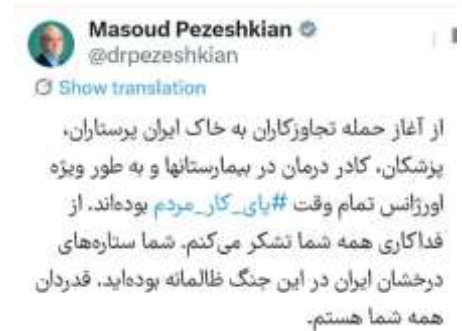 Masoud Pezeshkian
@drpezeshkian
Show translation
از آغاز حمله تجاوزکاران به خاک ایران پرستاران،
پزشکان، کادر درمان در بیمارستانها و به طور ویژه
اورژانس تمام وقت #پای_کار_مردم بوده‌اند. از
فداکاری همه شما تشکر می‌کنم. شما ستاره‌های
درخشان ایران در این جنگ ظالمانه بوده‌اید. قدردان
همه شما هستم.